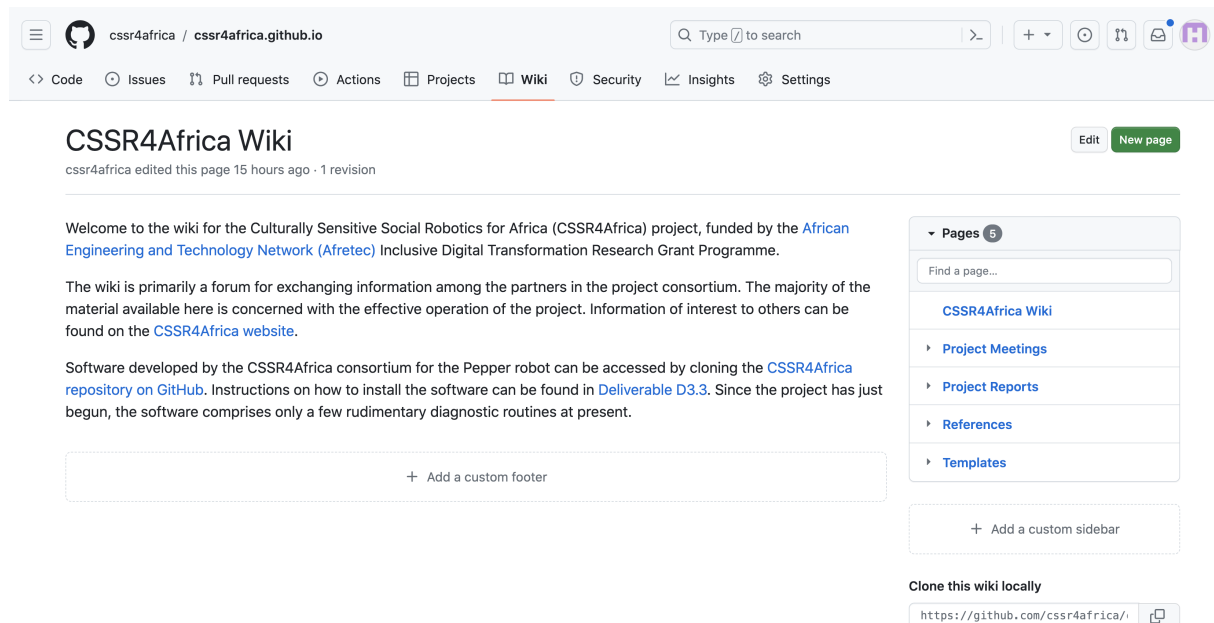 cssr4africa / cssr4africa.github.io
Type / to search
Code Issues Pull requests Actions Projects Wiki Security Insights Settings
CSSR4Africa Wiki
Edit New page
cssr4africa edited this page 15 hours ago · 1 revision
Welcome to the wiki for the Culturally Sensitive Social Robotics for Africa (CSSR4Africa) project, funded by the African
Engineering and Technology Network (Afretec) Inclusive Digital Transformation Research Grant Programme.
The wiki is primarily a forum for exchanging information among the partners in the project consortium. The majority of the
material available here is concerned with the effective operation of the project. Information of interest to others can be
found on the CSSR4Africa website.
Software developed by the CSSR4Africa consortium for the Pepper robot can be accessed by cloning the CSSR4Africa
repository on GitHub. Instructions on how to install the software can be found in Deliverable D3.3. Since the project has just
begun, the software comprises only a few rudimentary diagnostic routines at present.
+ Add a custom footer
Pages 5
Find a page...
CSSR4Africa Wiki
Project Meetings
Project Reports
References
Templates
+ Add a custom sidebar
Clone this wiki locally
https://github.com/cssr4africa/